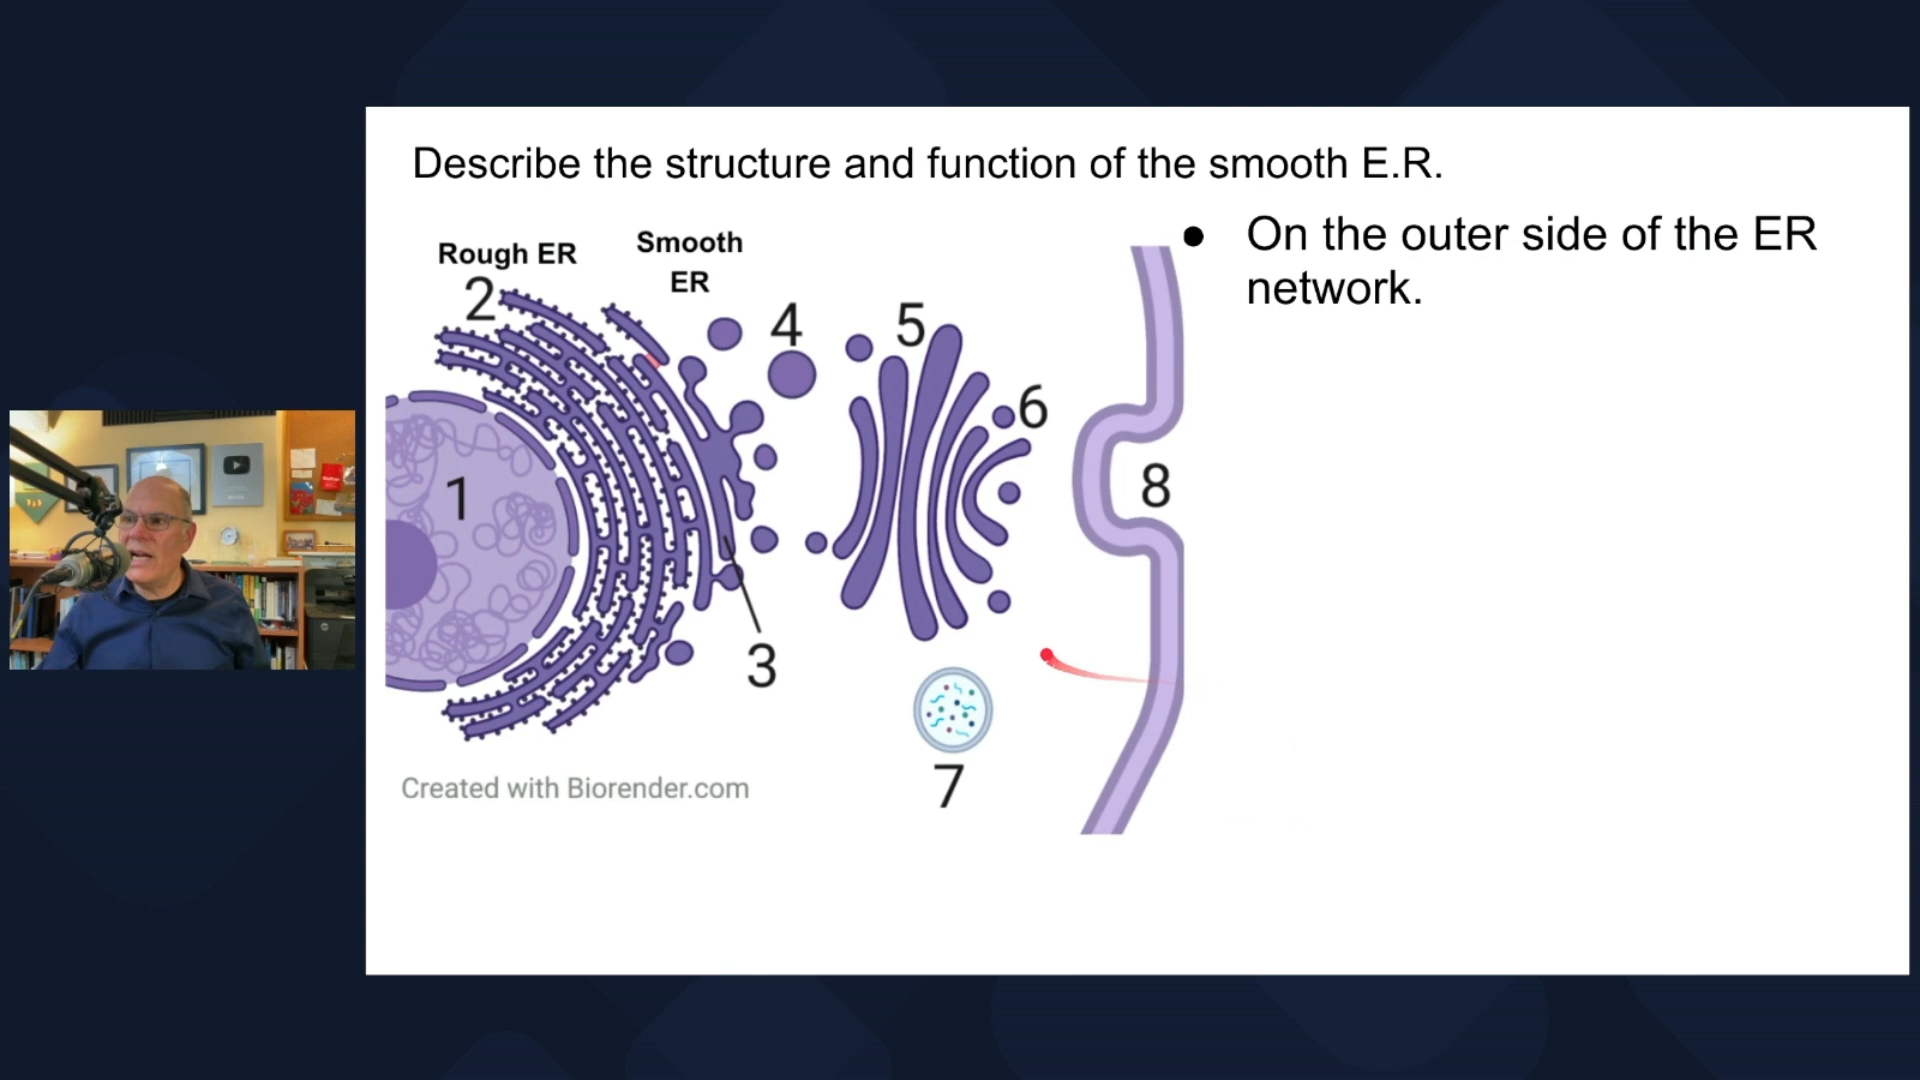 Describe the structure and function of the smooth E.R.
● On the outer side of the ER
network.
Rough ER
Smooth
ER
2
4
5
6
1
8
3
7
Created with Biorender.com